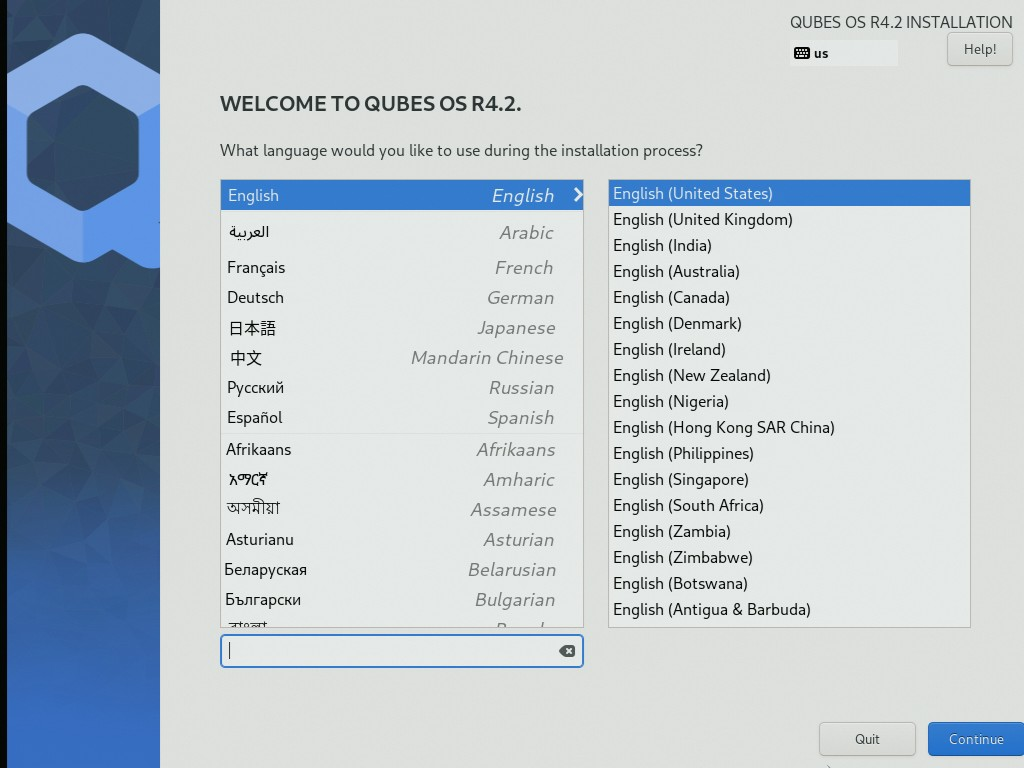 QUBES OS R4.2 INSTALLATION
us
Help!
WELCOME TO QUBES OS R4.2.
What language would you like to use during the installation process?
English English
العربية Arabic
Français French
Deutsch German
日本語 Japanese
中文 Mandarin Chinese
Русский Russian
Español Spanish
Afrikaans Afrikaans
አማርኛ Amharic
অসমীয়া Assamese
Asturianu Asturian
Беларуская Belarusian
Български Bulgarian
English (United States)
English (United Kingdom)
English (India)
English (Australia)
English (Canada)
English (Denmark)
English (Ireland)
English (New Zealand)
English (Nigeria)
English (Hong Kong SAR China)
English (Philippines)
English (Singapore)
English (South Africa)
English (Zambia)
English (Zimbabwe)
English (Botswana)
English (Antigua & Barbuda)
Quit
Continue